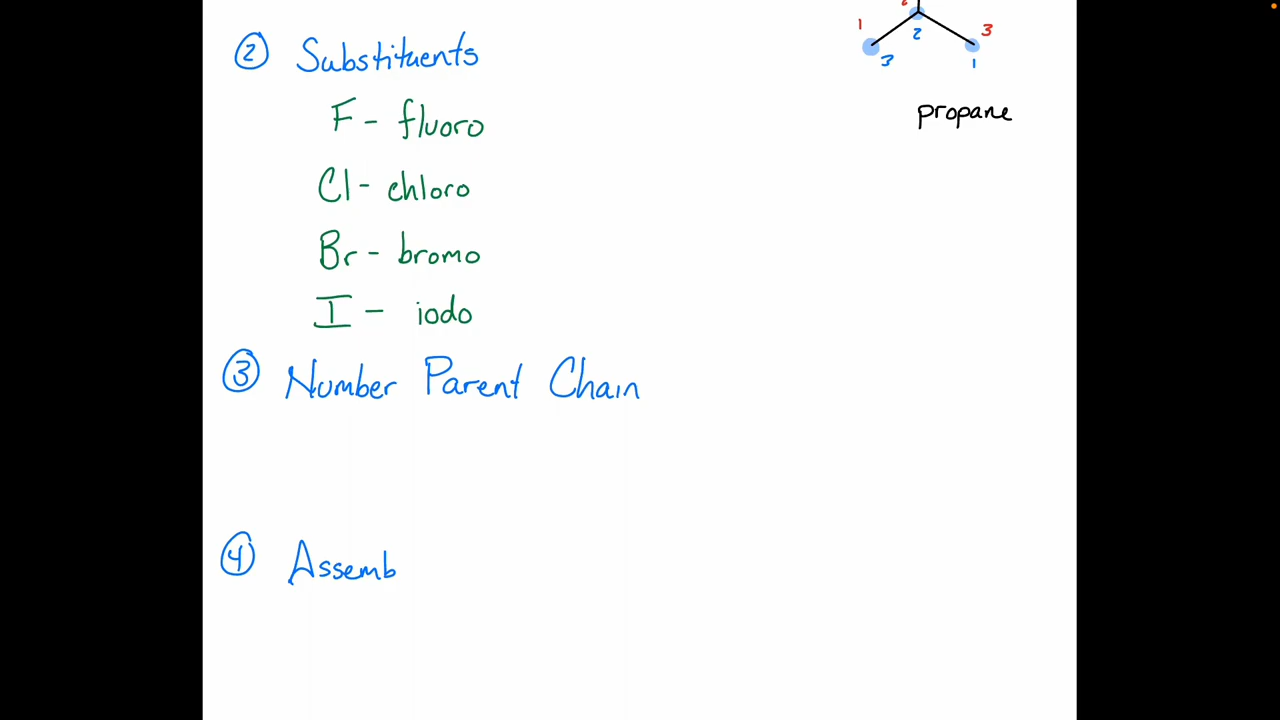 ② Substituents
F - fluoro
Cl - chloro
Br - bromo
I - iodo
③ Number Parent Chain
④ Assemb
1 2 3
3 1
propane